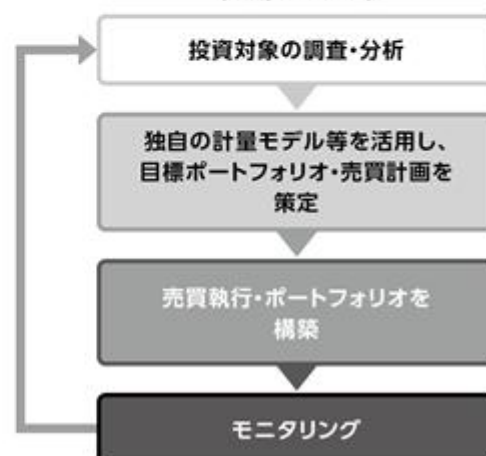 投資対象の調査・分析
独自の計量モデル等を活用し、
目標ポートフォリオ・売買計画を
策定
売買執行・ポートフォリオを
構築
モニタリング